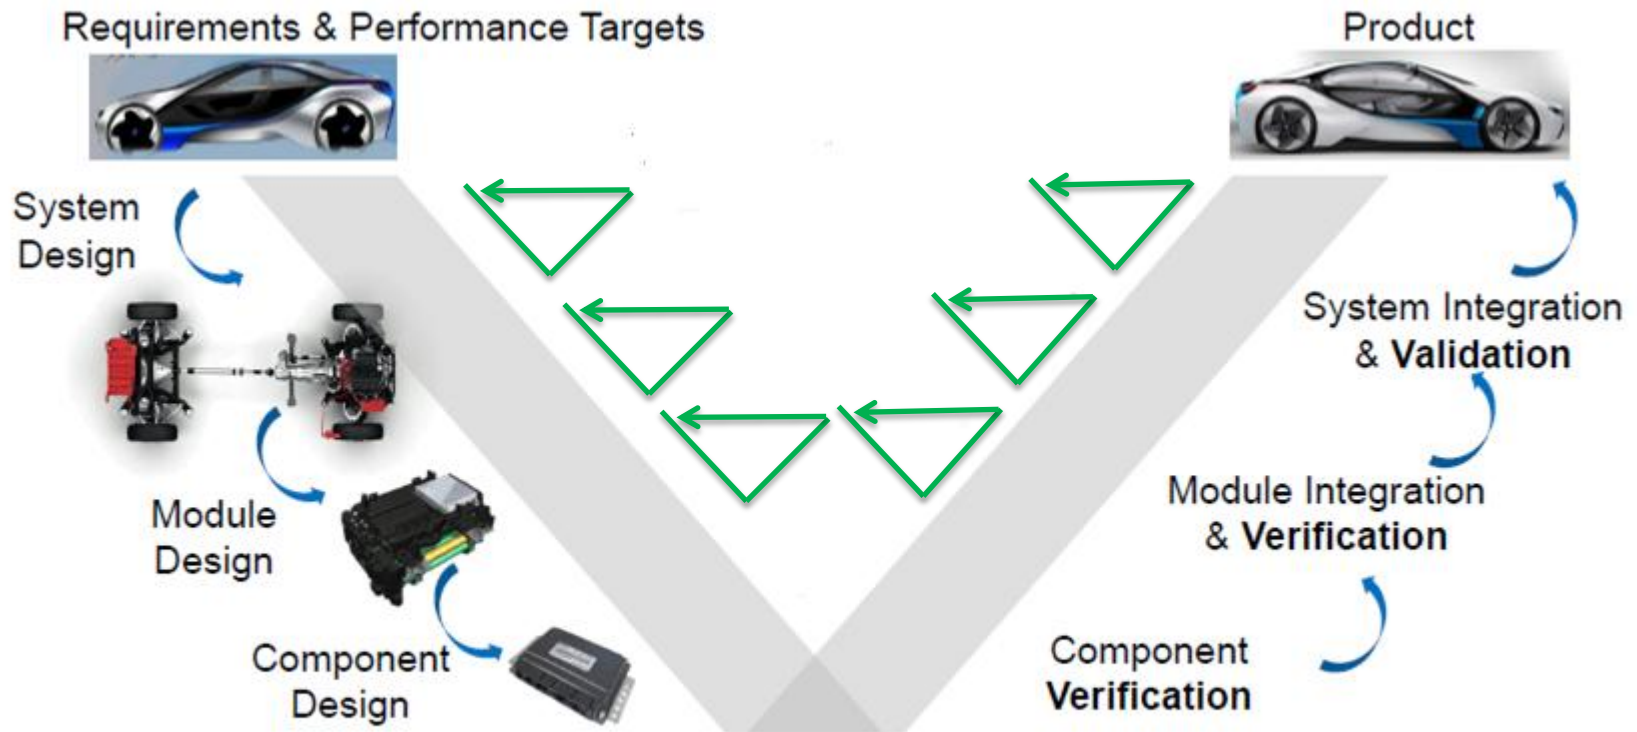 Requirements & Performance Targets
Product
System
Design
System Integration
& Validation
Module
Design
Module Integration
& Verification
Component
Design
Component
Verification